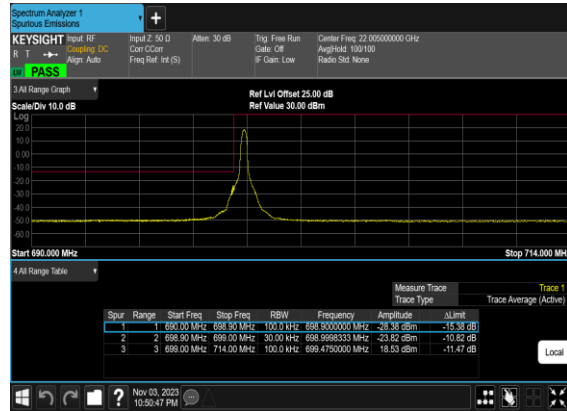 Spectrum Analyzer 1
Spurious Emissions
+
KEYSIGHT Input: RF Input Z: 50 Ω Atten: 30 dB Trig: Free Run Center Freq: 22.005000000 GHz
R T Coupling: DC Corr CCorr Gate: Off Avg|Hold: 100/100
Align: Auto Freq Ref: Int (S) IF Gain: Low Radio Std: None
LXI PASS
3 All Range Graph
Ref Lvl Offset 25.00 dB
Scale/Div 10.0 dB Ref Value 30.00 dBm
Log
20.0
10.0
0.00
-10.0
-20.0
-30.0
-40.0
-50.0
-60.0
Start 690.000 MHz Stop 714.000 MH
4 All Range Table
Measure Trace Trace 1
Trace Type Trace Average (Active)
Spur Range Start Freq Stop Freq RBW Frequency Amplitude ΔLimit
1 1 690.00 MHz 698.90 MHz 100.0 kHz 698.9000000 MHz -28.38 dBm -15.38 dB
2 2 698.90 MHz 699.00 MHz 30.00 kHz 698.9998333 MHz -23.82 dBm -10.82 dB
3 3 699.00 MHz 714.00 MHz 100.0 kHz 699.4750000 MHz 18.53 dBm -11.47 dB
Local
? Nov 03, 2023
10:50:47 PM